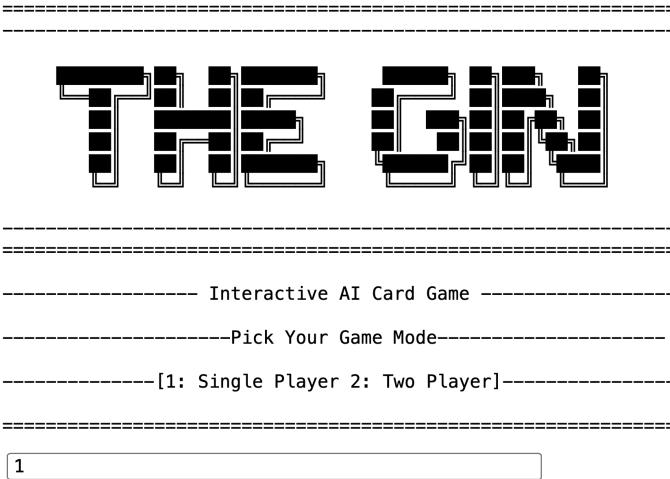 THE GIN
Interactive AI Card Game
Pick Your Game Mode
[1: Single Player 2: Two Player]
1